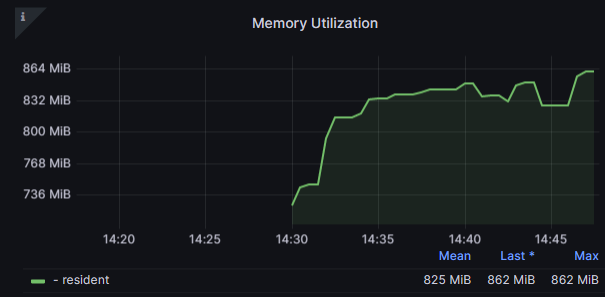 i
Memory Utilization
864 MiB
832 MiB
800 MiB
768 MiB
736 MiB
14:20 14:25 14:30 14:35 14:40 14:45
Mean Last * Max
- resident 825 MiB 862 MiB 862 MiB